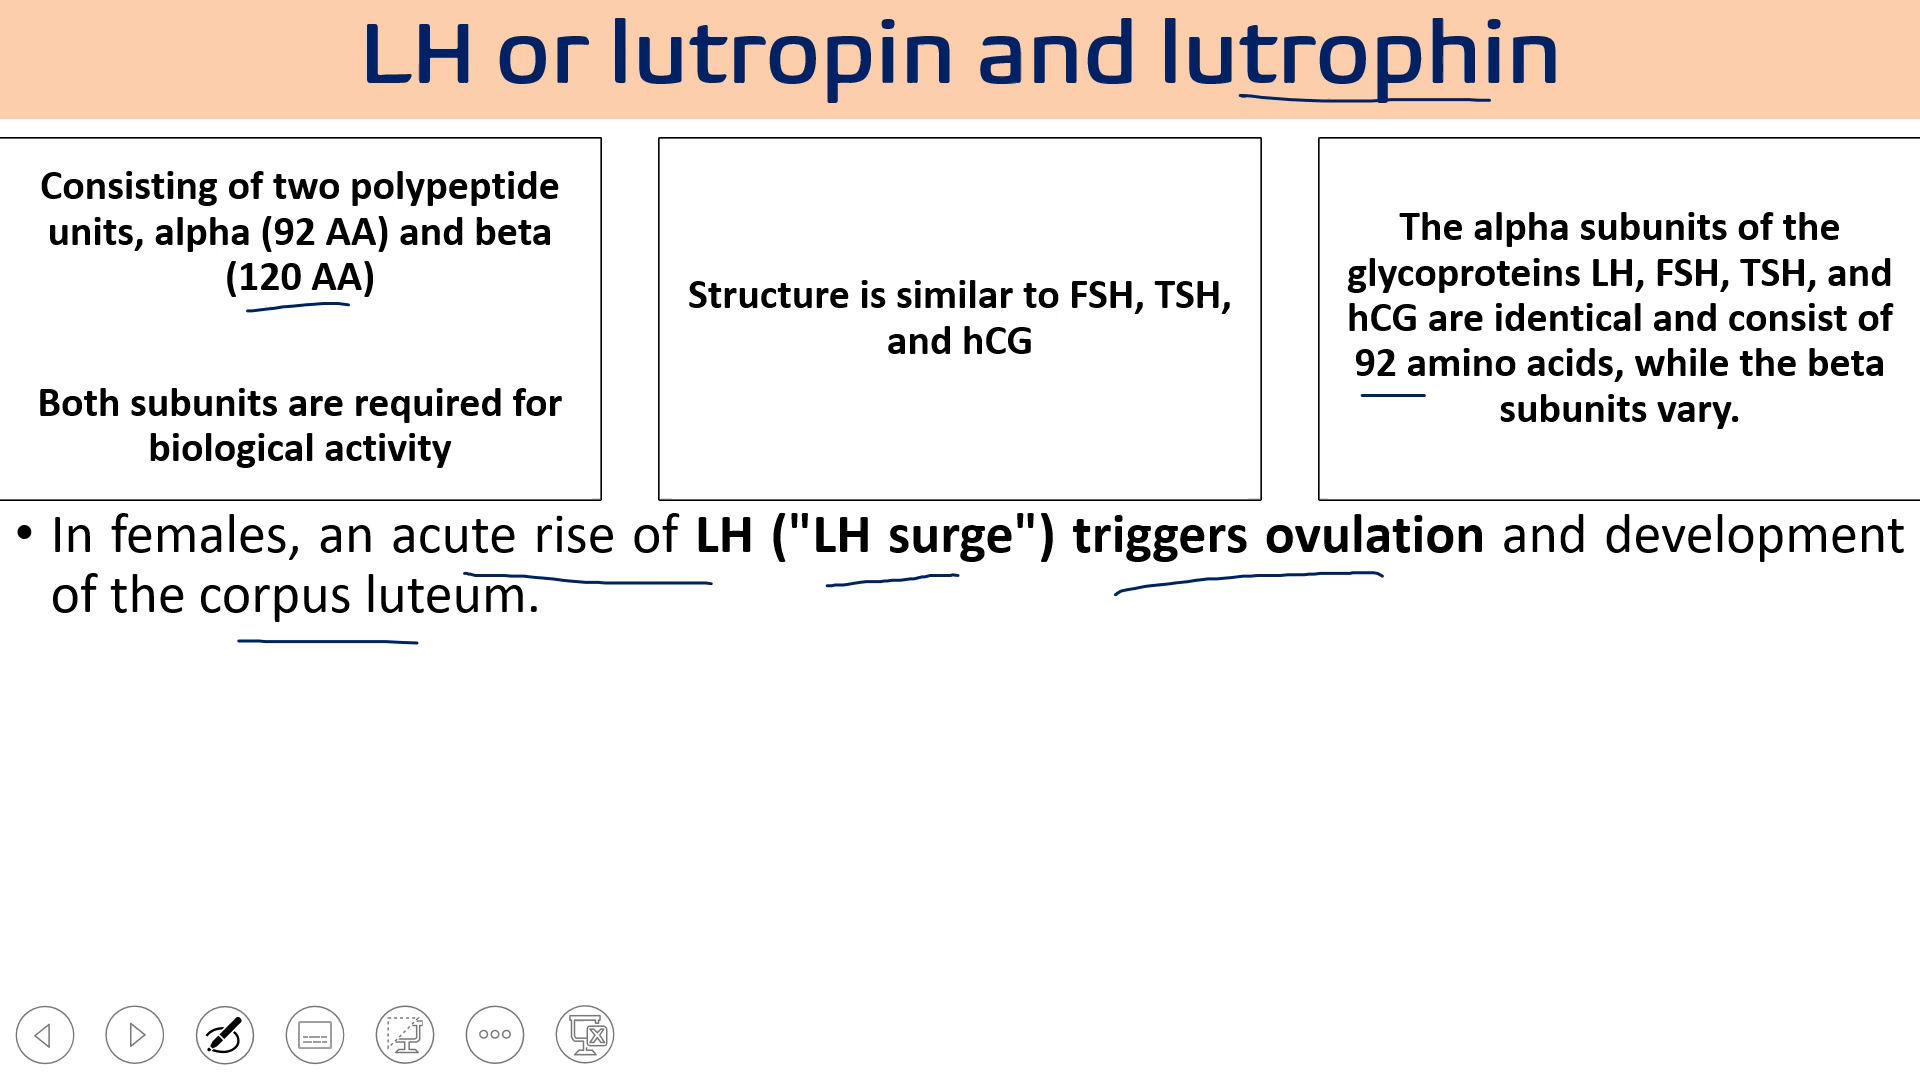 LH or lutropin and lutrophin
Consisting of two polypeptide
units, alpha (92 AA) and beta
(120 AA)
Both subunits are required for
biological activity
Structure is similar to FSH, TSH,
and hCG
The alpha subunits of the
glycoproteins LH, FSH, TSH, and
hCG are identical and consist of
92 amino acids, while the beta
subunits vary.
• In females, an acute rise of LH ("LH surge") triggers ovulation and development
of the corpus luteum.